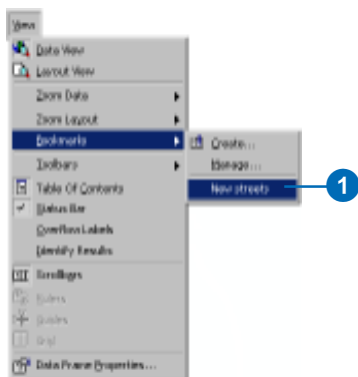 View
Data View
Layout View
Zoom Data
Zoom Layout
Bookmarks
Create...
Toolbars
Manage...
Table Of Contents
New streets
1
Status Bar
Overflow Labels
Identify Results
Scrollbars
Rulers
Guides
Grid
Data Frame Properties...